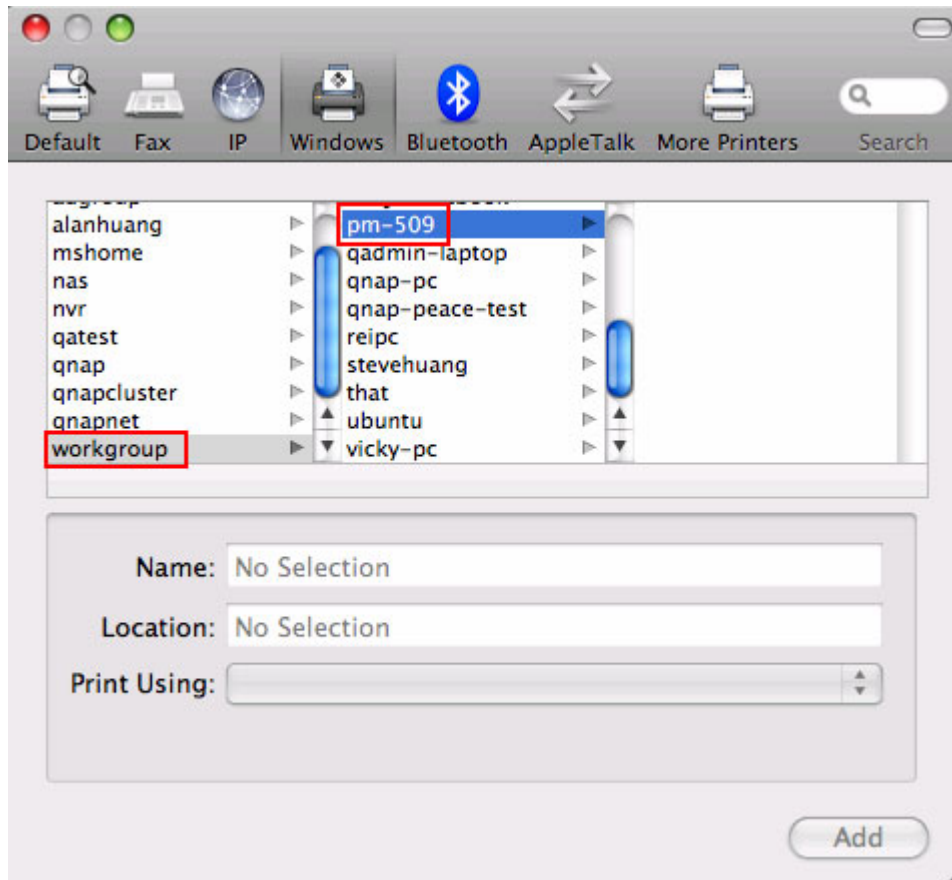 Default Fax IP Windows Bluetooth AppleTalk More Printers Search
alanhuang
mshome
nas
nvr
qatest
qnap
qnapcluster
qnapnet
workgroup
pm-509
qadmin-laptop
qnap-pc
qnap-peace-test
reipc
stevehuang
that
ubuntu
vicky-pc
Name: No Selection
Location: No Selection
Print Using:
Add